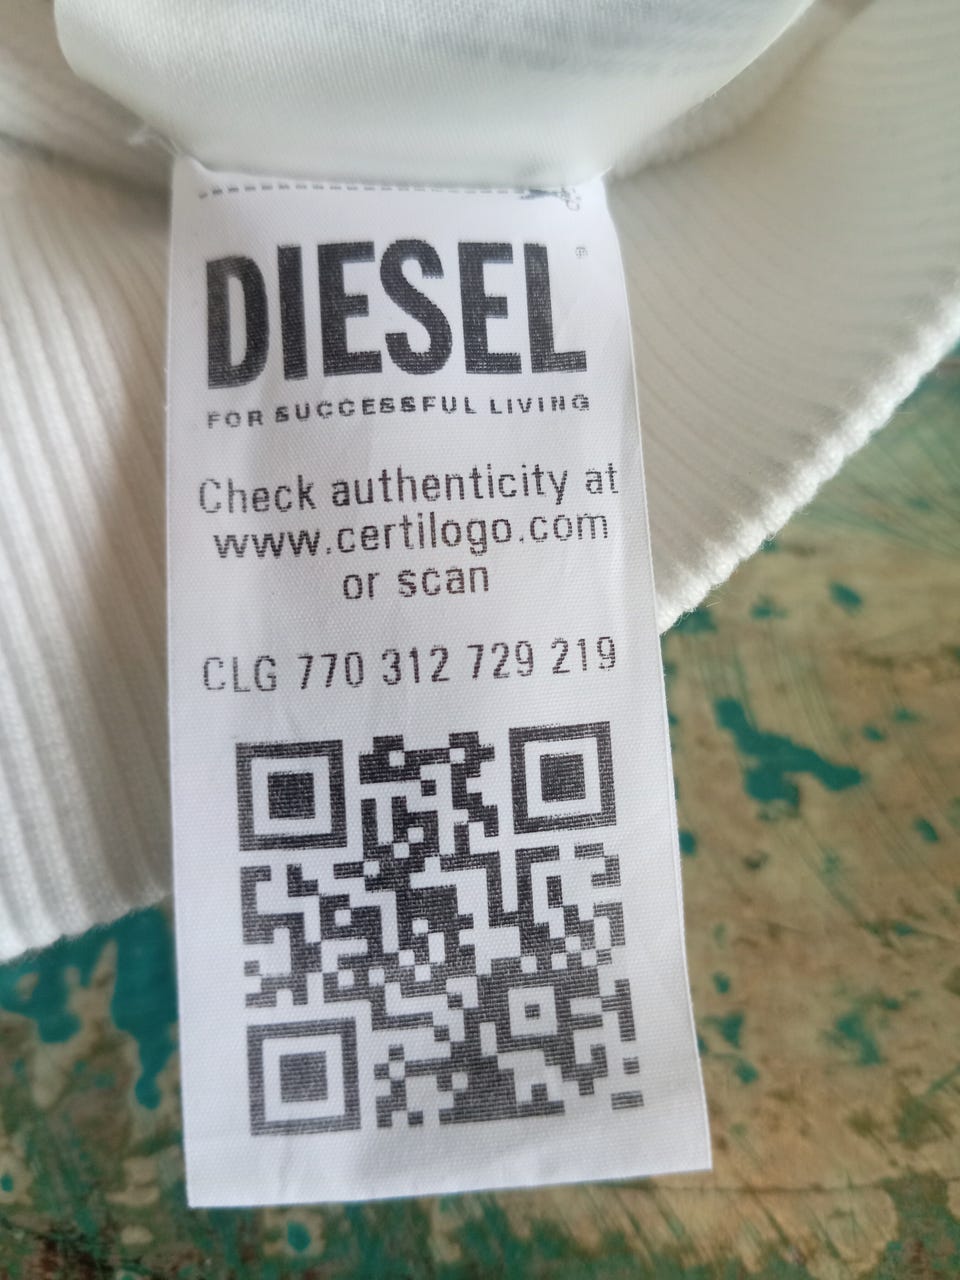 DIESEL®
FOR SUCCESSFUL LIVING
Check authenticity at
www.certilogo.com
or scan
CLG 770 312 729 219